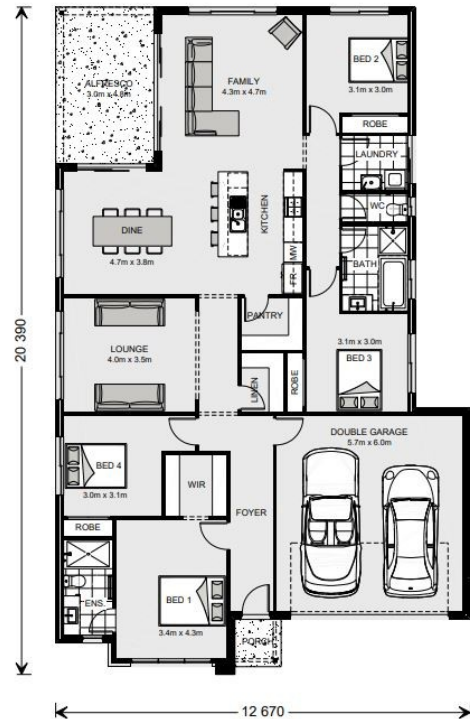 ALFRESCO
3.0m x 4.8m
FAMILY
4.3m x 4.7m
BED 2
3.1m x 3.0m
ROBE
LAUNDRY
WC
KITCHEN
DINE
4.7m x 3.8m
MW
FR
BATH
PANTRY
LOUNGE
4.0m x 3.5m
3.1m x 3.0m
BED 3
LINEN
ROBE
20 390
DOUBLE GARAGE
5.7m x 6.0m
BED 4
3.0m x 3.1m
WIR
ROBE
FOYER
ENS.
BED 1
3.4m x 4.3m
PORCH
12 670